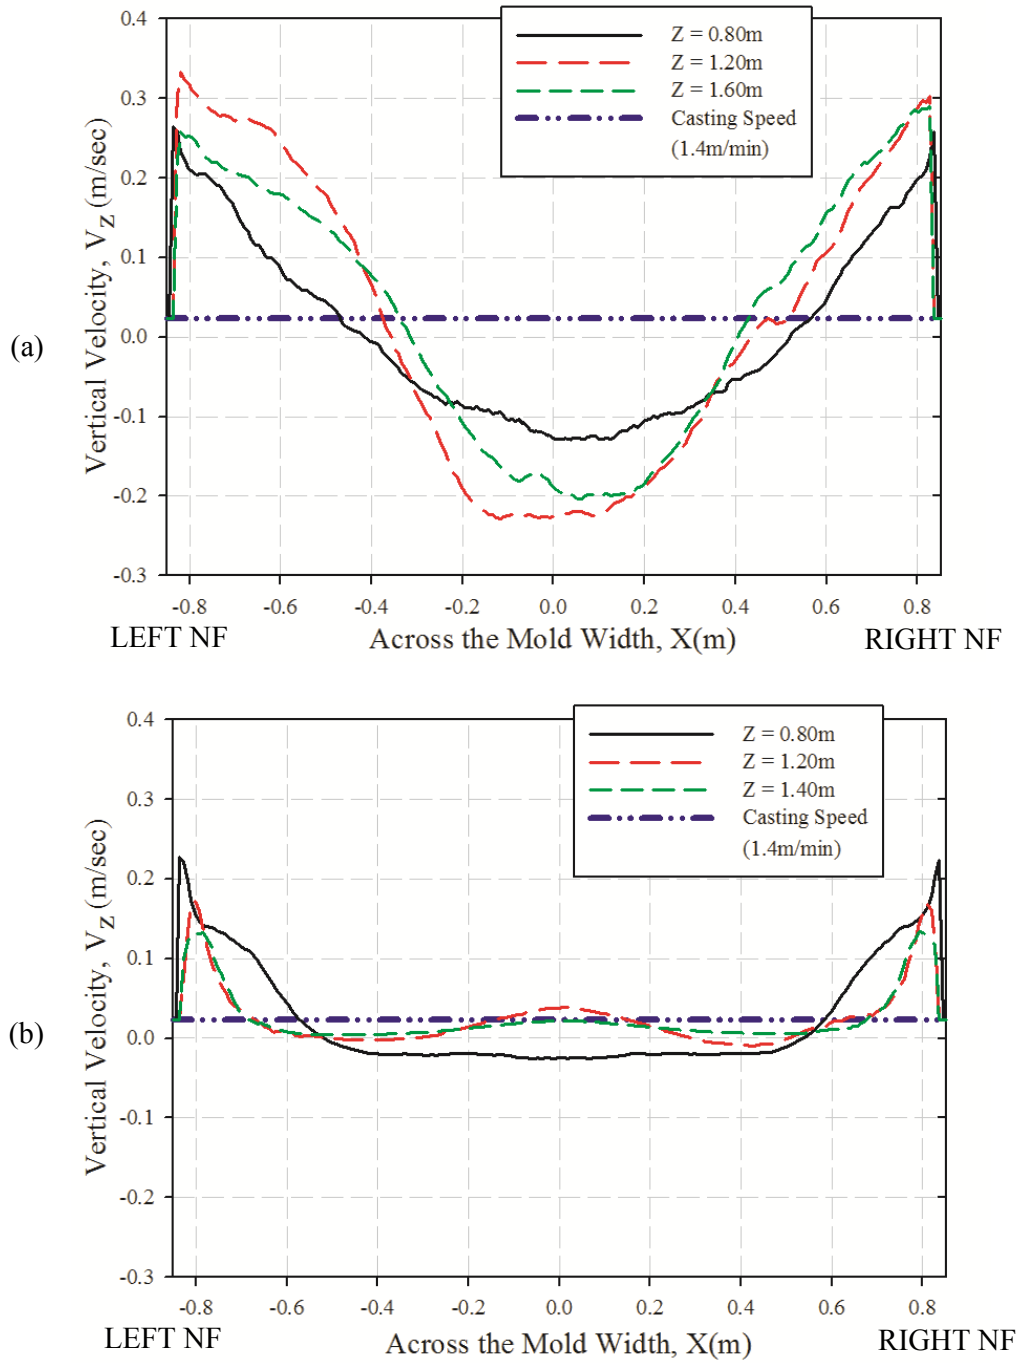 0.4
0.3
0.2
0.1
0.0
-0.1
-0.2
-0.3
Vertical Velocity, VZ (m/sec)
(a)
Z = 0.80m
Z = 1.20m
Z = 1.60m
Casting Speed
(1.4m/min)
-0.8 -0.6 -0.4 -0.2 0.0 0.2 0.4 0.6 0.8
LEFT NF Across the Mold Width, X(m) RIGHT NF
0.4
0.3
0.2
0.1
0.0
-0.1
-0.2
-0.3
Vertical Velocity, VZ (m/sec)
(b)
Z = 0.80m
Z = 1.20m
Z = 1.40m
Casting Speed
(1.4m/min)
-0.8 -0.6 -0.4 -0.2 0.0 0.2 0.4 0.6 0.8
LEFT NF Across the Mold Width, X(m) RIGHT NF